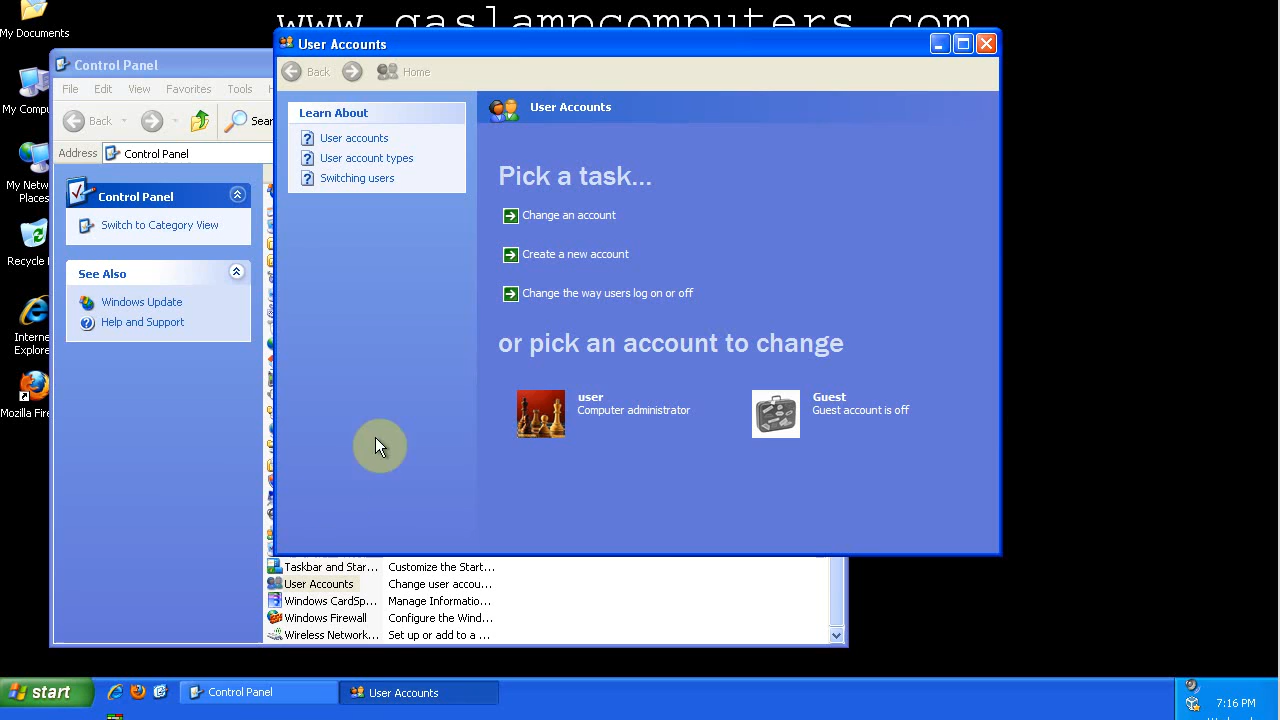 www.gaslampcomputers.com
My Documents
My Compu
My Netw
Places
Recycle
Intern
Explore
Mozilla Fire
Control Panel
File Edit View Favorites Tools H
Back Sear
Address Control Panel
Control Panel
Switch to Category View
See Also
Windows Update
Help and Support
User Accounts
Back Home
Learn About
User accounts
User account types
Switching users
User Accounts
Pick a task...
Change an account
Create a new account
Change the way users log on or off
or pick an account to change
user
Computer administrator
Guest
Guest account is off
Taskbar and Star... Customize the Start...
User Accounts Change user accou...
Windows CardSp... Manage Informatio...
Windows Firewall Configure the Wind...
Wireless Network... Set up or add to a ...
start Control Panel User Accounts 7:16 PM